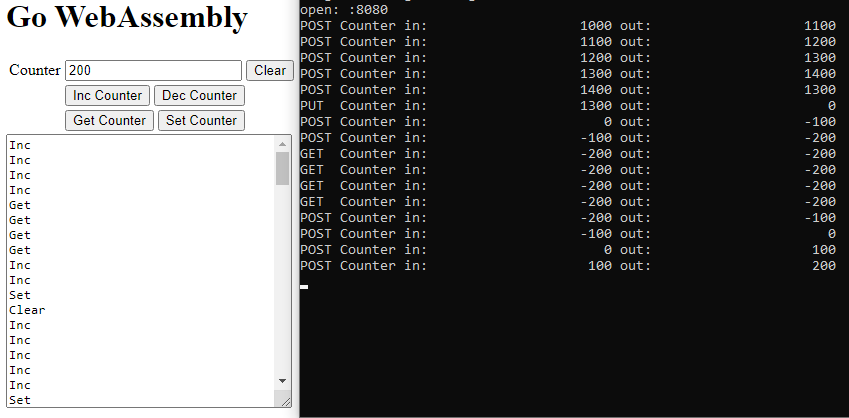 Go WebAssembly
Counter 200 Clear
Inc Counter Dec Counter
Get Counter Set Counter
Inc
Inc
Inc
Inc
Get
Get
Get
Get
Inc
Inc
Set
Clear
Inc
Inc
Inc
Inc
Inc
Set
open: :8080
POST Counter in: 1000 out: 1100
POST Counter in: 1100 out: 1200
POST Counter in: 1200 out: 1300
POST Counter in: 1300 out: 1400
POST Counter in: 1400 out: 1300
PUT Counter in: 1300 out: 0
POST Counter in: 0 out: -100
POST Counter in: -100 out: -200
GET Counter in: -200 out: -200
GET Counter in: -200 out: -200
GET Counter in: -200 out: -200
GET Counter in: -200 out: -200
POST Counter in: -200 out: -100
POST Counter in: -100 out: 0
POST Counter in: 0 out: 100
POST Counter in: 100 out: 200